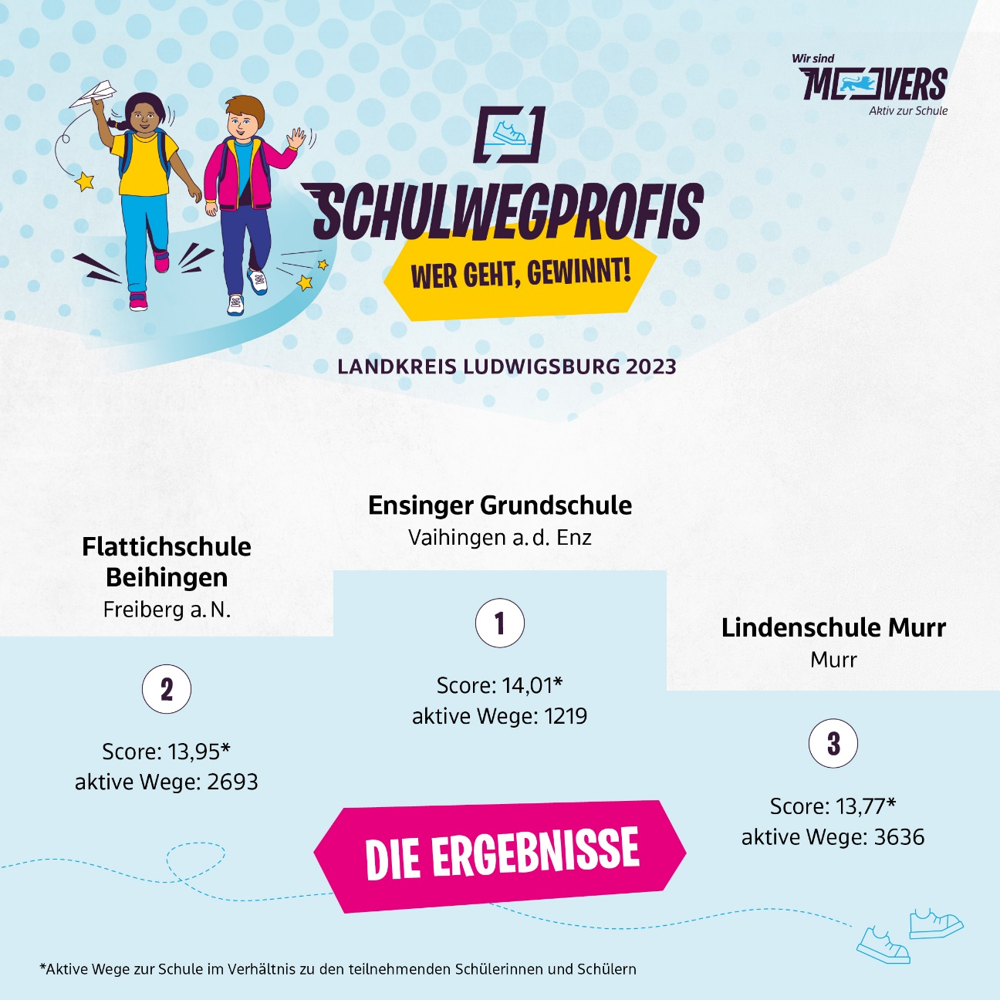 Wir sind
MOVERS
Aktiv zur Schule
SCHULWEGPROFIS
WER GEHT, GEWINNT!
LANDKREIS LUDWIGSBURG 2023
Ensinger Grundschule
Vaihingen a. d. Enz
1
Score: 14,01*
aktive Wege: 1219
Flattichschule
Beihingen
Freiberg a. N.
2
Score: 13,95*
aktive Wege: 2693
Lindenschule Murr
Murr
3
Score: 13,77*
aktive Wege: 3636
DIE ERGEBNISSE
*Aktive Wege zur Schule im Verhältnis zu den teilnehmenden Schülerinnen und Schülern